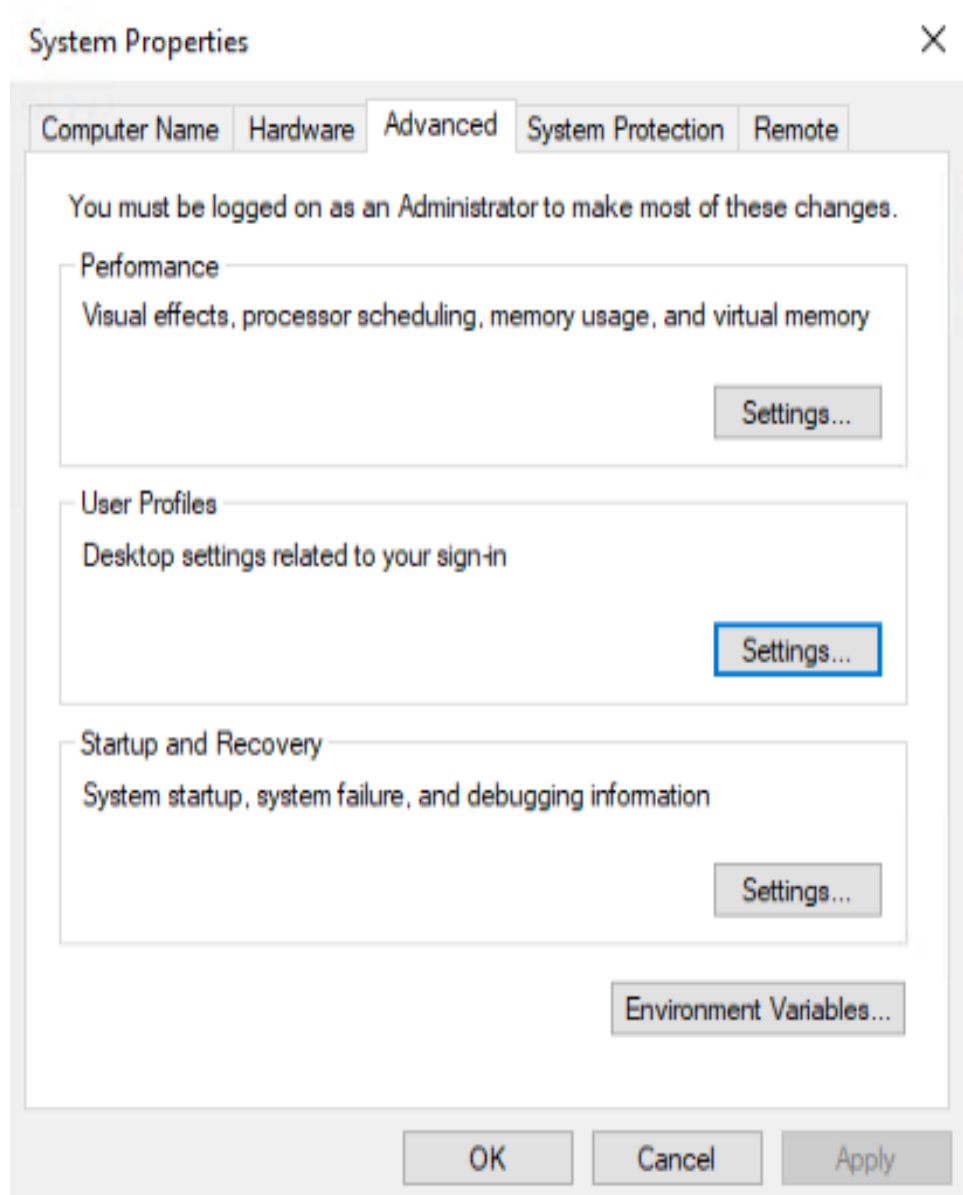 System Properties
Computer Name Hardware Advanced System Protection Remote
You must be logged on as an Administrator to make most of these changes.
Performance
Visual effects, processor scheduling, memory usage, and virtual memory
Settings...
User Profiles
Desktop settings related to your sign-in
Settings...
Startup and Recovery
System startup, system failure, and debugging information
Settings...
Environment Variables...
OK Cancel Apply